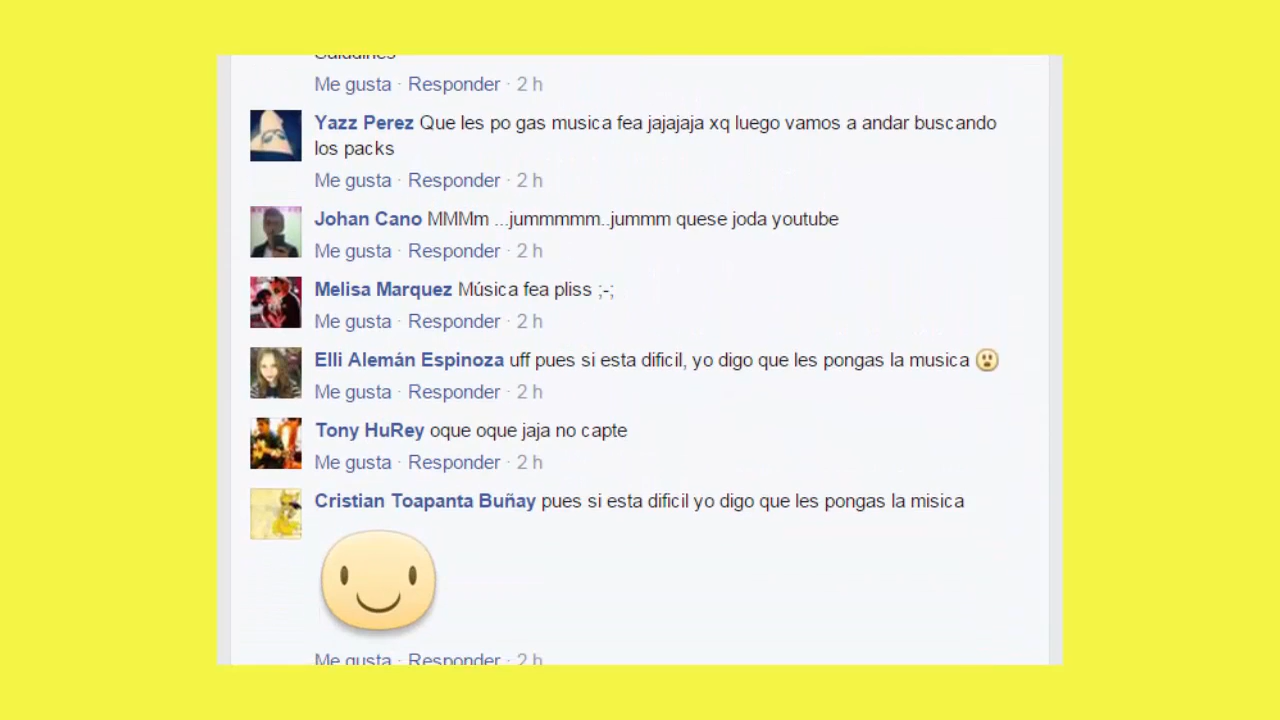 Saludines
Me gusta · Responder · 2 h
Yazz Perez Que les po gas musica fea jajajaja xq luego vamos a andar buscando
los packs
Me gusta · Responder · 2 h
Johan Cano MMMm ...jummmmm..jummm quese joda youtube
Me gusta · Responder · 2 h
Melisa Marquez Música fea pliss ;-;
Me gusta · Responder · 2 h
Elli Alemán Espinoza uff pues si esta dificil, yo digo que les pongas la musica
Me gusta · Responder · 2 h
Tony HuRey oque oque jaja no capte
Me gusta · Responder · 2 h
Cristian Toapanta Buñay pues si esta dificil yo digo que les pongas la misica
Me gusta · Responder · 2 h